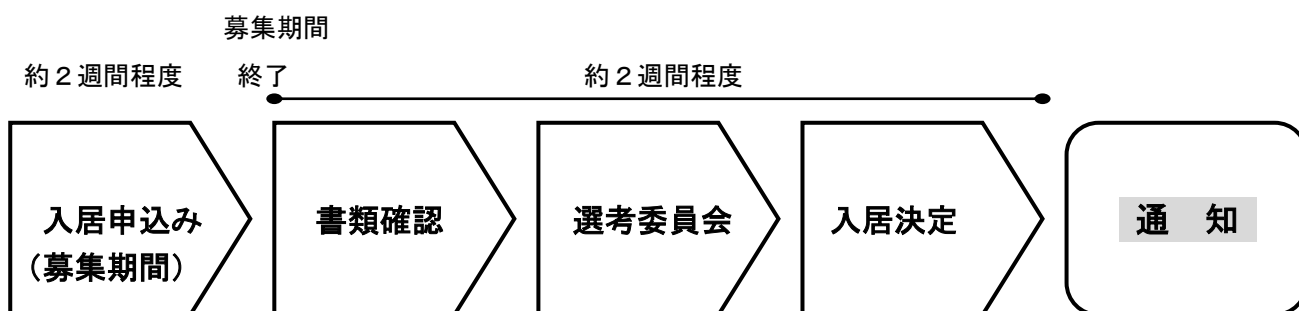 募集期間
約２週間程度　終了　約２週間程度
入居申込み
（募集期間）
書類確認
選考委員会
入居決定
通　知